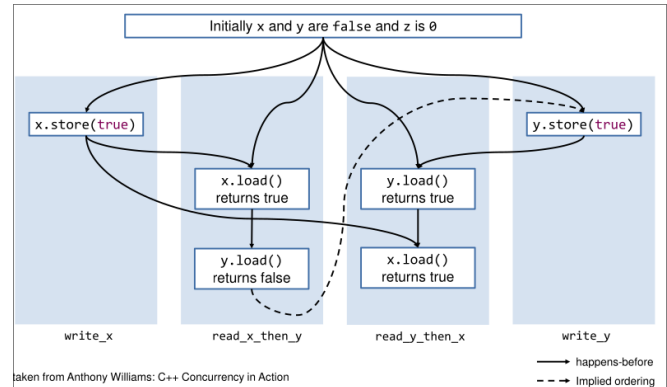 Initially x and y are false and z is 0
x.store(true)
y.store(true)
x.load()
returns true
y.load()
returns true
y.load()
returns false
x.load()
returns true
write_x
read_x_then_y
read_y_then_x
write_y
taken from Anthony Williams: C++ Concurrency in Action
happens-before
Implied ordering